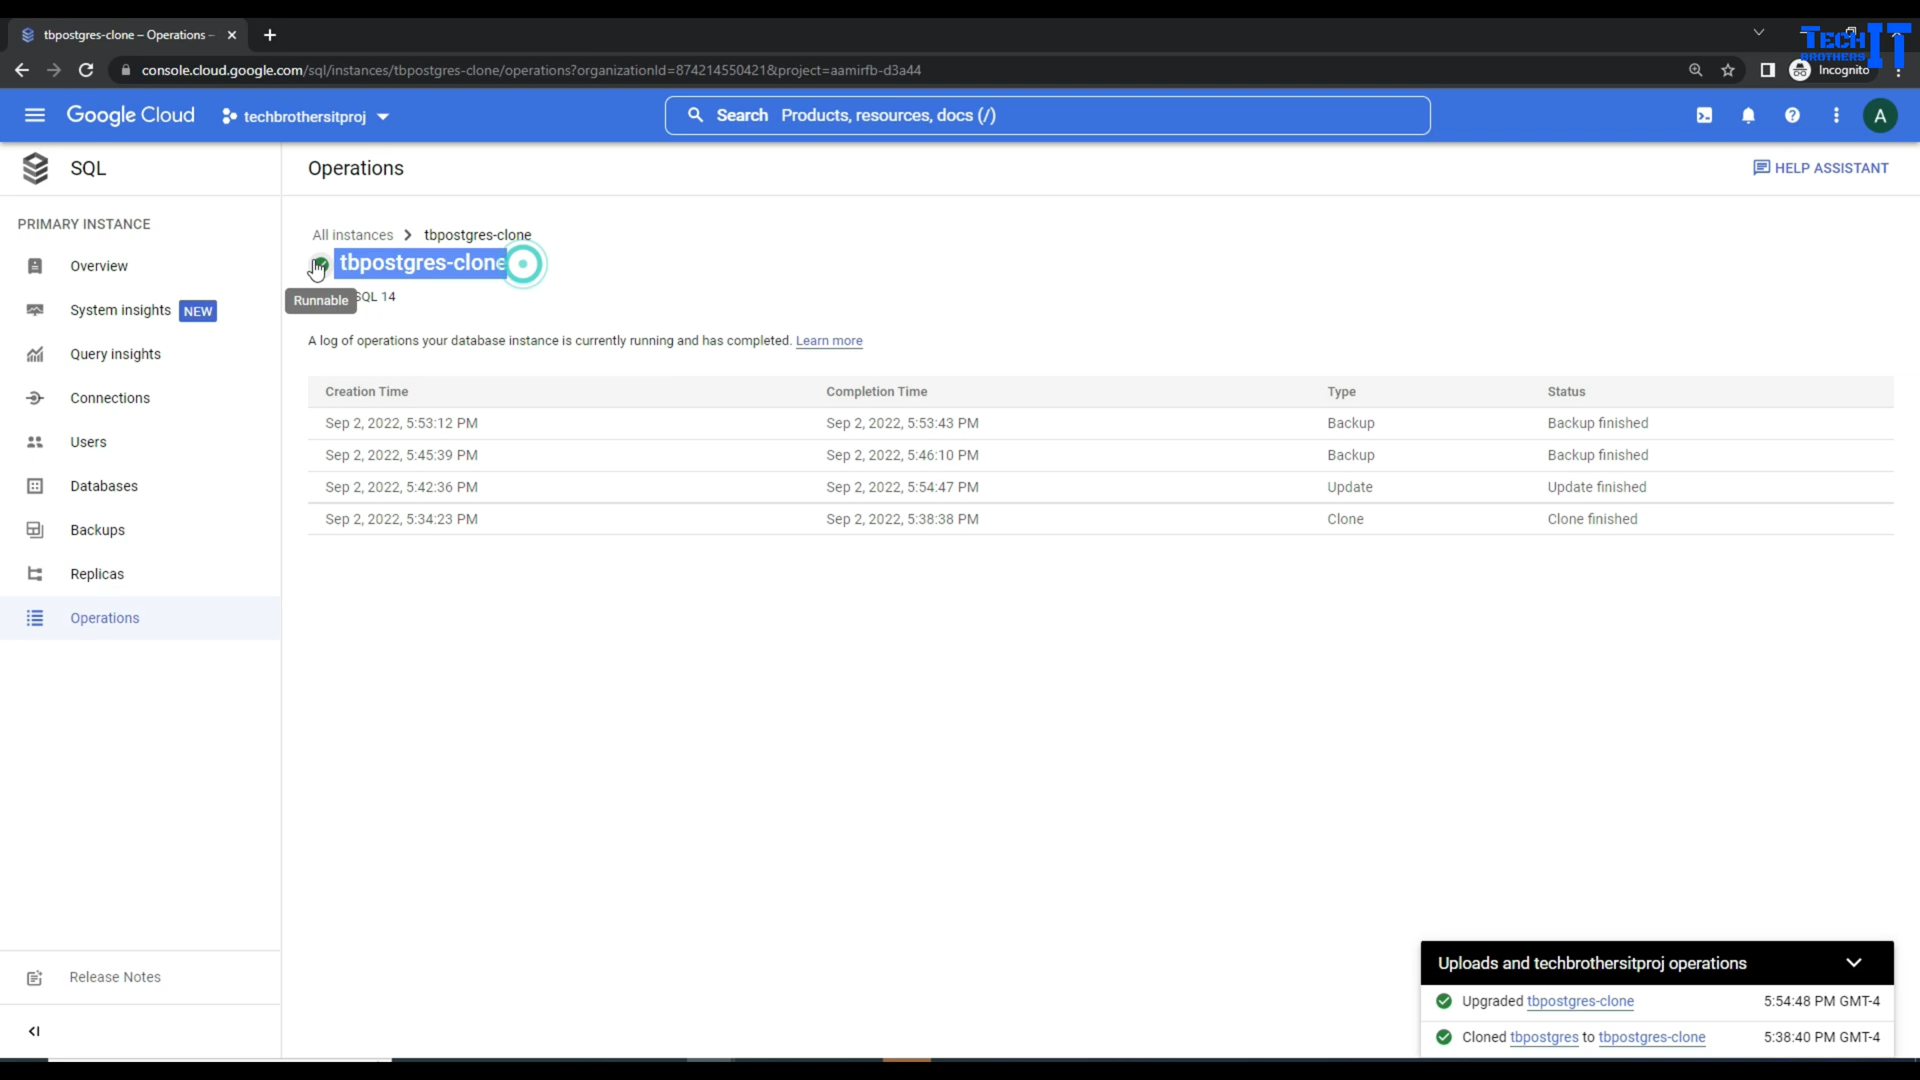 tbpostgres-clone – Operations –
console.cloud.google.com/sql/instances/tbpostgres-clone/operations?organizationId=874214550421&project=aamirfb-d3a44
Incognito
TECH BROTHERS IT
Google Cloud
techbrothersitproj
Search Products, resources, docs (/)
A
SQL
Operations
HELP ASSISTANT
PRIMARY INSTANCE
Overview
System insights NEW
Query insights
Connections
Users
Databases
Backups
Replicas
Operations
Release Notes
All instances > tbpostgres-clone
tbpostgres-clone
Runnable
SQL 14
A log of operations your database instance is currently running and has completed. Learn more
Creation Time Completion Time Type Status
Sep 2, 2022, 5:53:12 PM Sep 2, 2022, 5:53:43 PM Backup Backup finished
Sep 2, 2022, 5:45:39 PM Sep 2, 2022, 5:46:10 PM Backup Backup finished
Sep 2, 2022, 5:42:36 PM Sep 2, 2022, 5:54:47 PM Update Update finished
Sep 2, 2022, 5:34:23 PM Sep 2, 2022, 5:38:38 PM Clone Clone finished
Uploads and techbrothersitproj operations
Upgraded tbpostgres-clone 5:54:48 PM GMT-4
Cloned tbpostgres to tbpostgres-clone 5:38:40 PM GMT-4